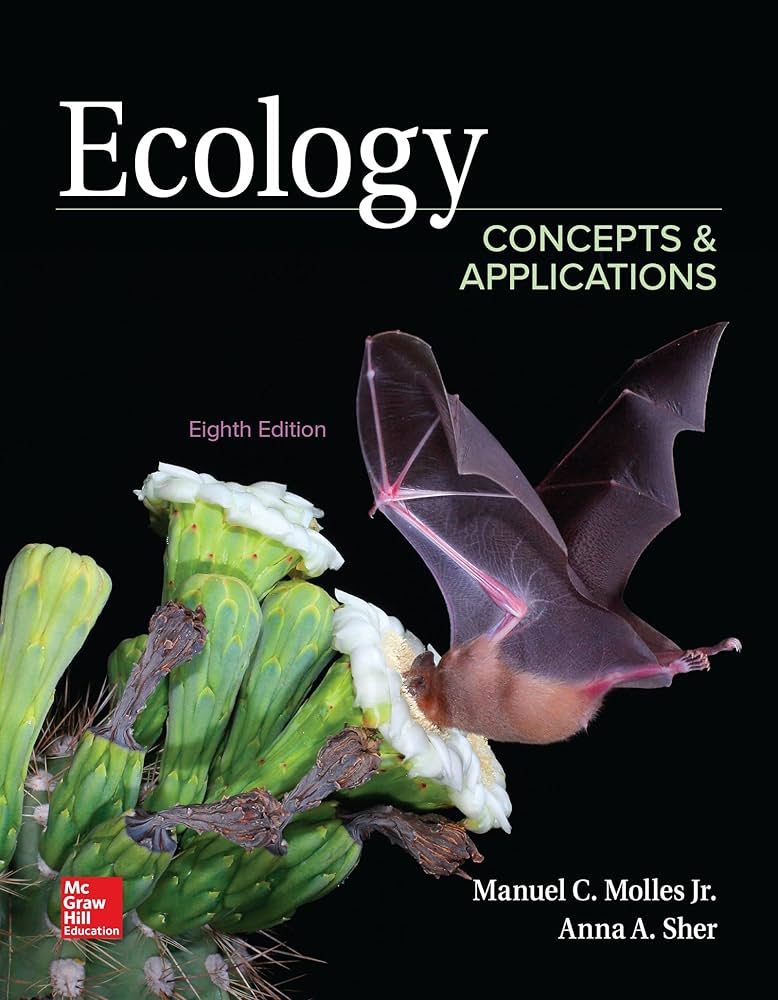 Ecology
CONCEPTS &
APPLICATIONS
Eighth Edition
Mc
Graw
Hill
Education
Manuel C. Molles Jr.
Anna A. Sher